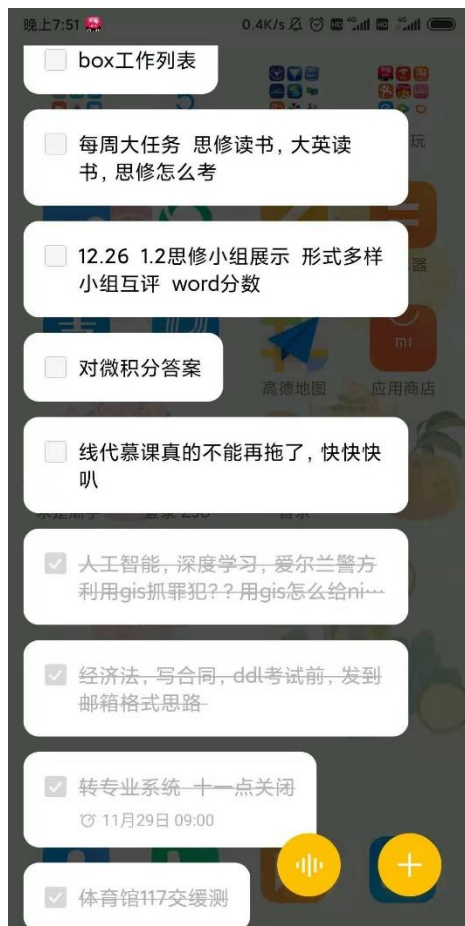 晚上7:51
0.4K/s
box工作列表
每周大任务 思修读书，大英读
书，思修怎么考
12.26 1.2思修小组展示 形式多样
小组互评 word分数
对微积分答案
高德地图
应用商店
线代慕课真的不能再拖了，快快快
叭
人工智能，深度学习，爱尔兰警方
利用gis抓罪犯？？用gis怎么给ni…
经济法，写合同，ddl考试前，发到
邮箱格式思路
转专业系统 十一点关闭
11月29日 09:00
体育馆117交缓测